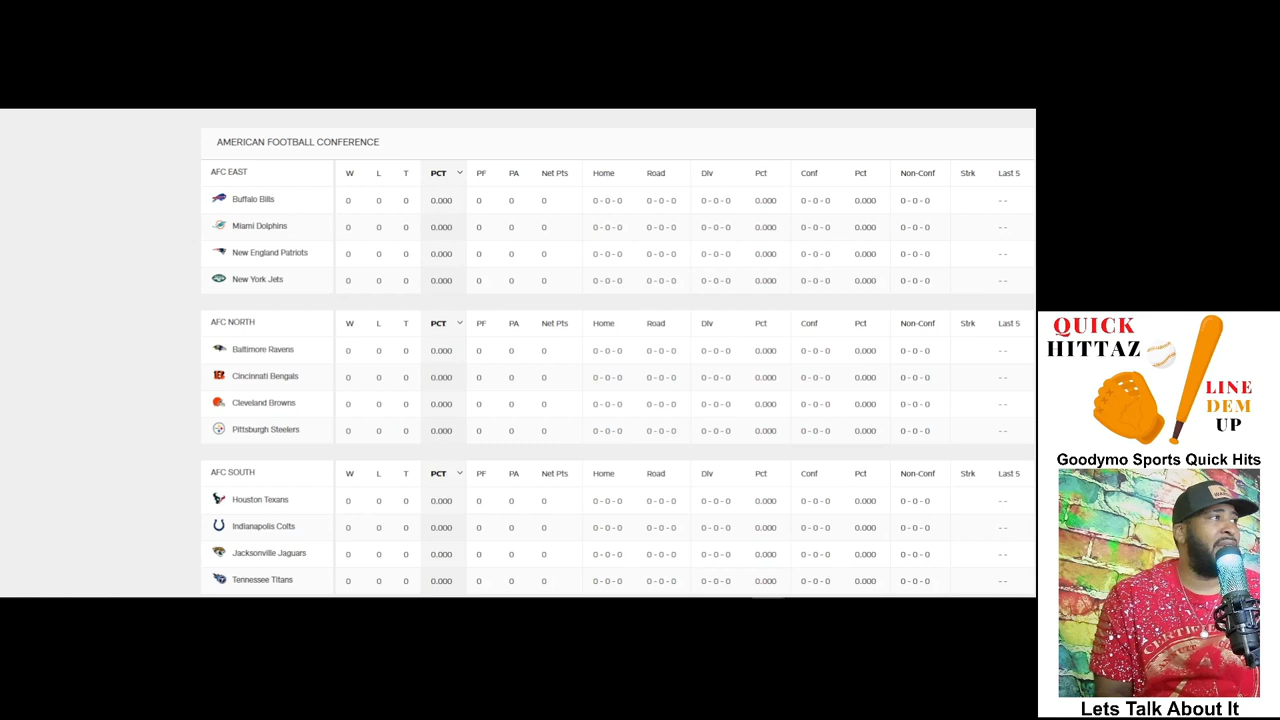 AMERICAN FOOTBALL CONFERENCE
AFC EAST W L T PCT PF PA Net Pts Home Road Div Pct Conf Pct Non-Conf Strk Last 5
Buffalo Bills 0 0 0 0.000 0 0 0 0 - 0 - 0 0 - 0 - 0 0 - 0 - 0 0.000 0 - 0 - 0 0.000 0 - 0 - 0 - -
Miami Dolphins 0 0 0 0.000 0 0 0 0 - 0 - 0 0 - 0 - 0 0 - 0 - 0 0.000 0 - 0 - 0 0.000 0 - 0 - 0 - -
New England Patriots 0 0 0 0.000 0 0 0 0 - 0 - 0 0 - 0 - 0 0 - 0 - 0 0.000 0 - 0 - 0 0.000 0 - 0 - 0 - -
New York Jets 0 0 0 0.000 0 0 0 0 - 0 - 0 0 - 0 - 0 0 - 0 - 0 0.000 0 - 0 - 0 0.000 0 - 0 - 0 - -
AFC NORTH W L T PCT PF PA Net Pts Home Road Div Pct Conf Pct Non-Conf Strk Last 5
Baltimore Ravens 0 0 0 0.000 0 0 0 0 - 0 - 0 0 - 0 - 0 0 - 0 - 0 0.000 0 - 0 - 0 0.000 0 - 0 - 0 - -
Cincinnati Bengals 0 0 0 0.000 0 0 0 0 - 0 - 0 0 - 0 - 0 0 - 0 - 0 0.000 0 - 0 - 0 0.000 0 - 0 - 0 - -
Cleveland Browns 0 0 0 0.000 0 0 0 0 - 0 - 0 0 - 0 - 0 0 - 0 - 0 0.000 0 - 0 - 0 0.000 0 - 0 - 0 - -
Pittsburgh Steelers 0 0 0 0.000 0 0 0 0 - 0 - 0 0 - 0 - 0 0 - 0 - 0 0.000 0 - 0 - 0 0.000 0 - 0 - 0 - -
AFC SOUTH W L T PCT PF PA Net Pts Home Road Div Pct Conf Pct Non-Conf Strk Last 5
Houston Texans 0 0 0 0.000 0 0 0 0 - 0 - 0 0 - 0 - 0 0 - 0 - 0 0.000 0 - 0 - 0 0.000 0 - 0 - 0 - -
Indianapolis Colts 0 0 0 0.000 0 0 0 0 - 0 - 0 0 - 0 - 0 0 - 0 - 0 0.000 0 - 0 - 0 0.000 0 - 0 - 0 - -
Jacksonville Jaguars 0 0 0 0.000 0 0 0 0 - 0 - 0 0 - 0 - 0 0 - 0 - 0 0.000 0 - 0 - 0 0.000 0 - 0 - 0 - -
Tennessee Titans 0 0 0 0.000 0 0 0 0 - 0 - 0 0 - 0 - 0 0 - 0 - 0 0.000 0 - 0 - 0 0.000 0 - 0 - 0 - -
QUICK
HITTAZ
LINE
DEM
UP
Goodymo Sports Quick Hits
CERTIFIED
Lets Talk About It